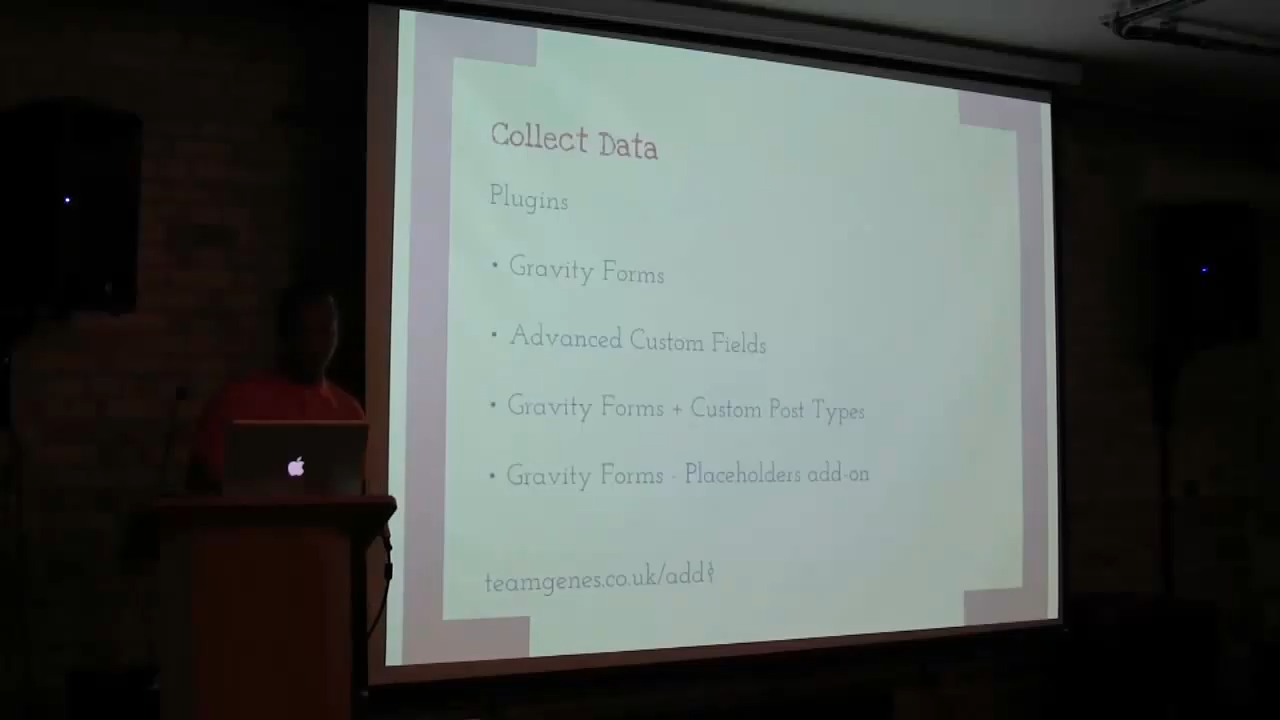 Collect Data
Plugins
• Gravity Forms
• Advanced Custom Fields
• Gravity Forms + Custom Post Types
• Gravity Forms - Placeholders add-on
teamgenes.co.uk/add